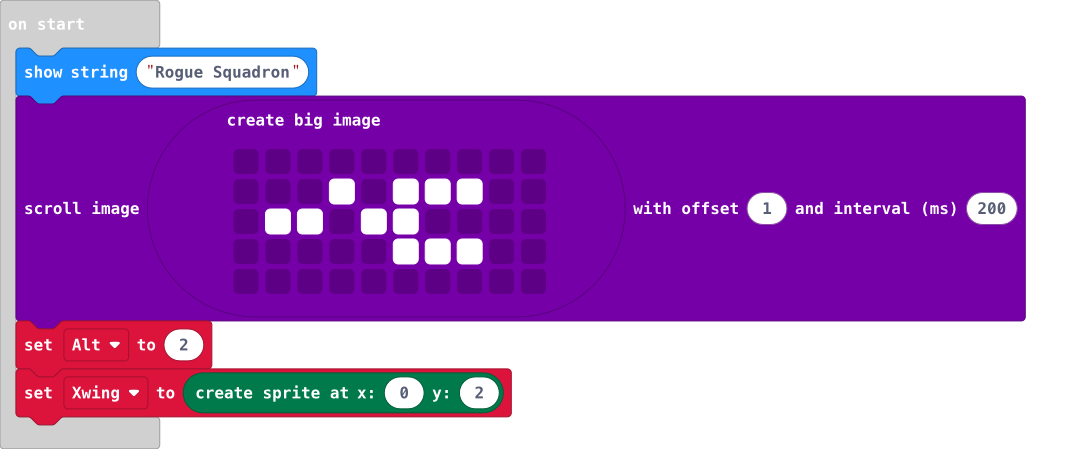 on start
show string "Rogue Squadron"
create big image
scroll image with offset 1 and interval (ms) 200
set Alt to 2
set Xwing to create sprite at x: 0 y: 2